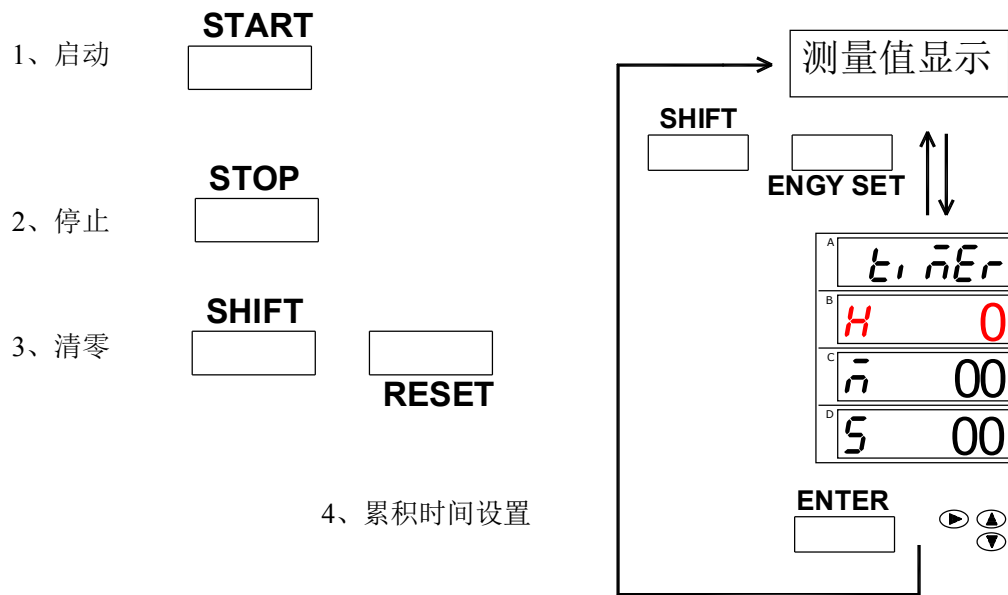 1、启动
START
2、停止
STOP
3、清零
SHIFT
RESET
4、累积时间设置
测量值显示
SHIFT
ENGY SET
A
timEr
B
H 0
C
m 00
D
S 00
ENTER